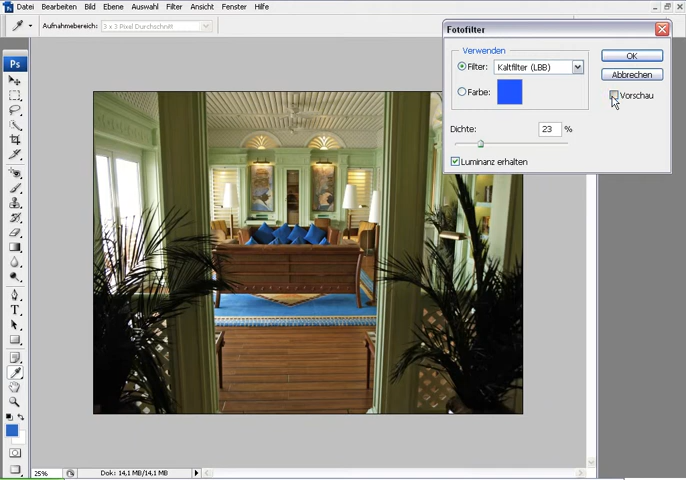 Datei Bearbeiten Bild Ebene Auswahl Filter Ansicht Fenster Hilfe
Aufnahmebereich: 3 x 3 Pixel Durchschnitt
Ps
Fotofilter
Verwenden
Filter: Kaltfilter (LBB)
Farbe:
OK
Abbrechen
Vorschau
Dichte: 23 %
Luminanz erhalten
T
25% Dok: 14,1 MB/14,1 MB